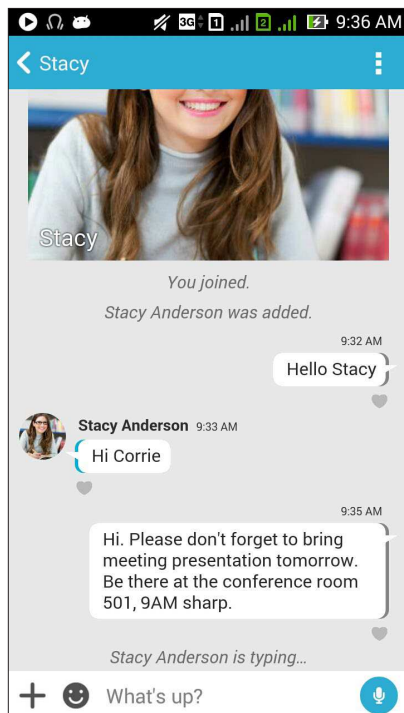 3G 1 2 9:36 AM
Stacy
Stacy
You joined.
Stacy Anderson was added.
9:32 AM
Hello Stacy
Stacy Anderson 9:33 AM
Hi Corrie
9:35 AM
Hi. Please don't forget to bring
meeting presentation tomorrow.
Be there at the conference room
501, 9AM sharp.
Stacy Anderson is typing...
What's up?